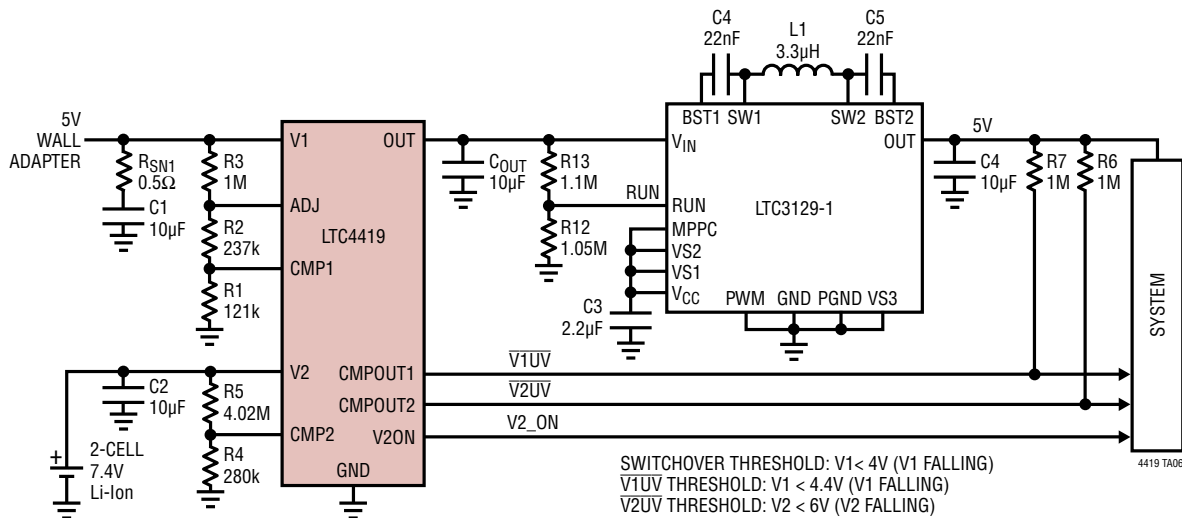 C4
22nF
L1
3.3µH
C5
22nF
BST1 SW1 SW2 BST2
5V
WALL
ADAPTER
RSN1
0.5Ω
C1
10µF
R3
1M
R2
237k
R1
121k
V1
ADJ
CMP1
OUT
LTC4419
COUT
10µF
R13
1.1M
R12
1.05M
RUN
VIN
RUN
MPPC
VS2
VS1
VCC
OUT
LTC3129-1
PWM GND PGND VS3
C3
2.2µF
5V
C4
10µF
R7
1M
R6
1M
SYSTEM
C2
10µF
R5
4.02M
R4
280k
V2
CMP2
CMPOUT1
CMPOUT2
V2ON
GND
V1UV
V2UV
V2_ON
+
2-CELL
7.4V
Li-Ion
SWITCHOVER THRESHOLD: V1< 4V (V1 FALLING)
V1UV THRESHOLD: V1 < 4.4V (V1 FALLING)
V2UV THRESHOLD: V2 < 6V (V2 FALLING)
4419 TA06